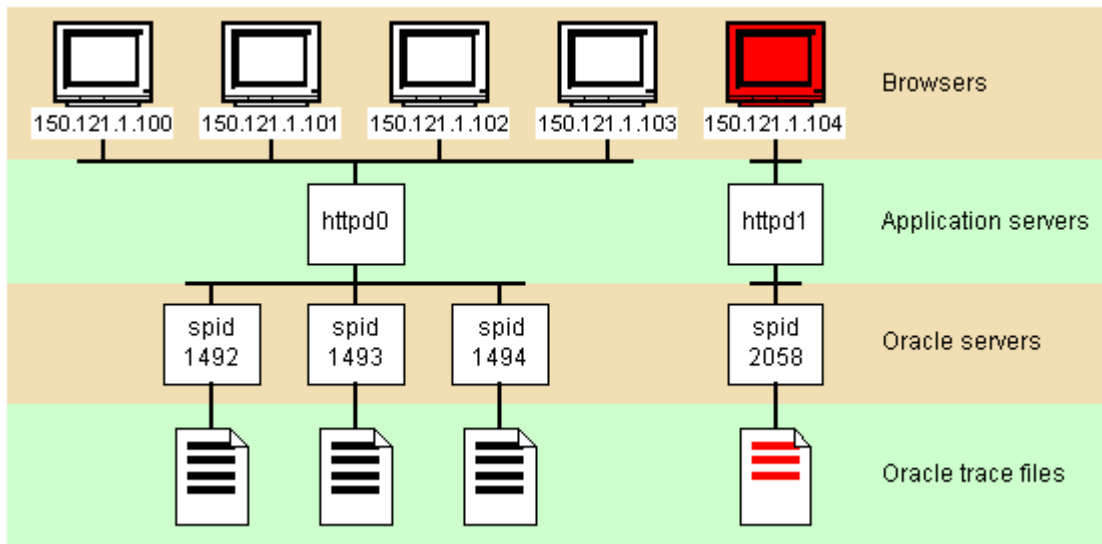 Browsers
150.121.1.100
150.121.1.101
150.121.1.102
150.121.1.103
150.121.1.104
httpd0
httpd1
Application servers
spid
1492
spid
1493
spid
1494
spid
2058
Oracle servers
Oracle trace files